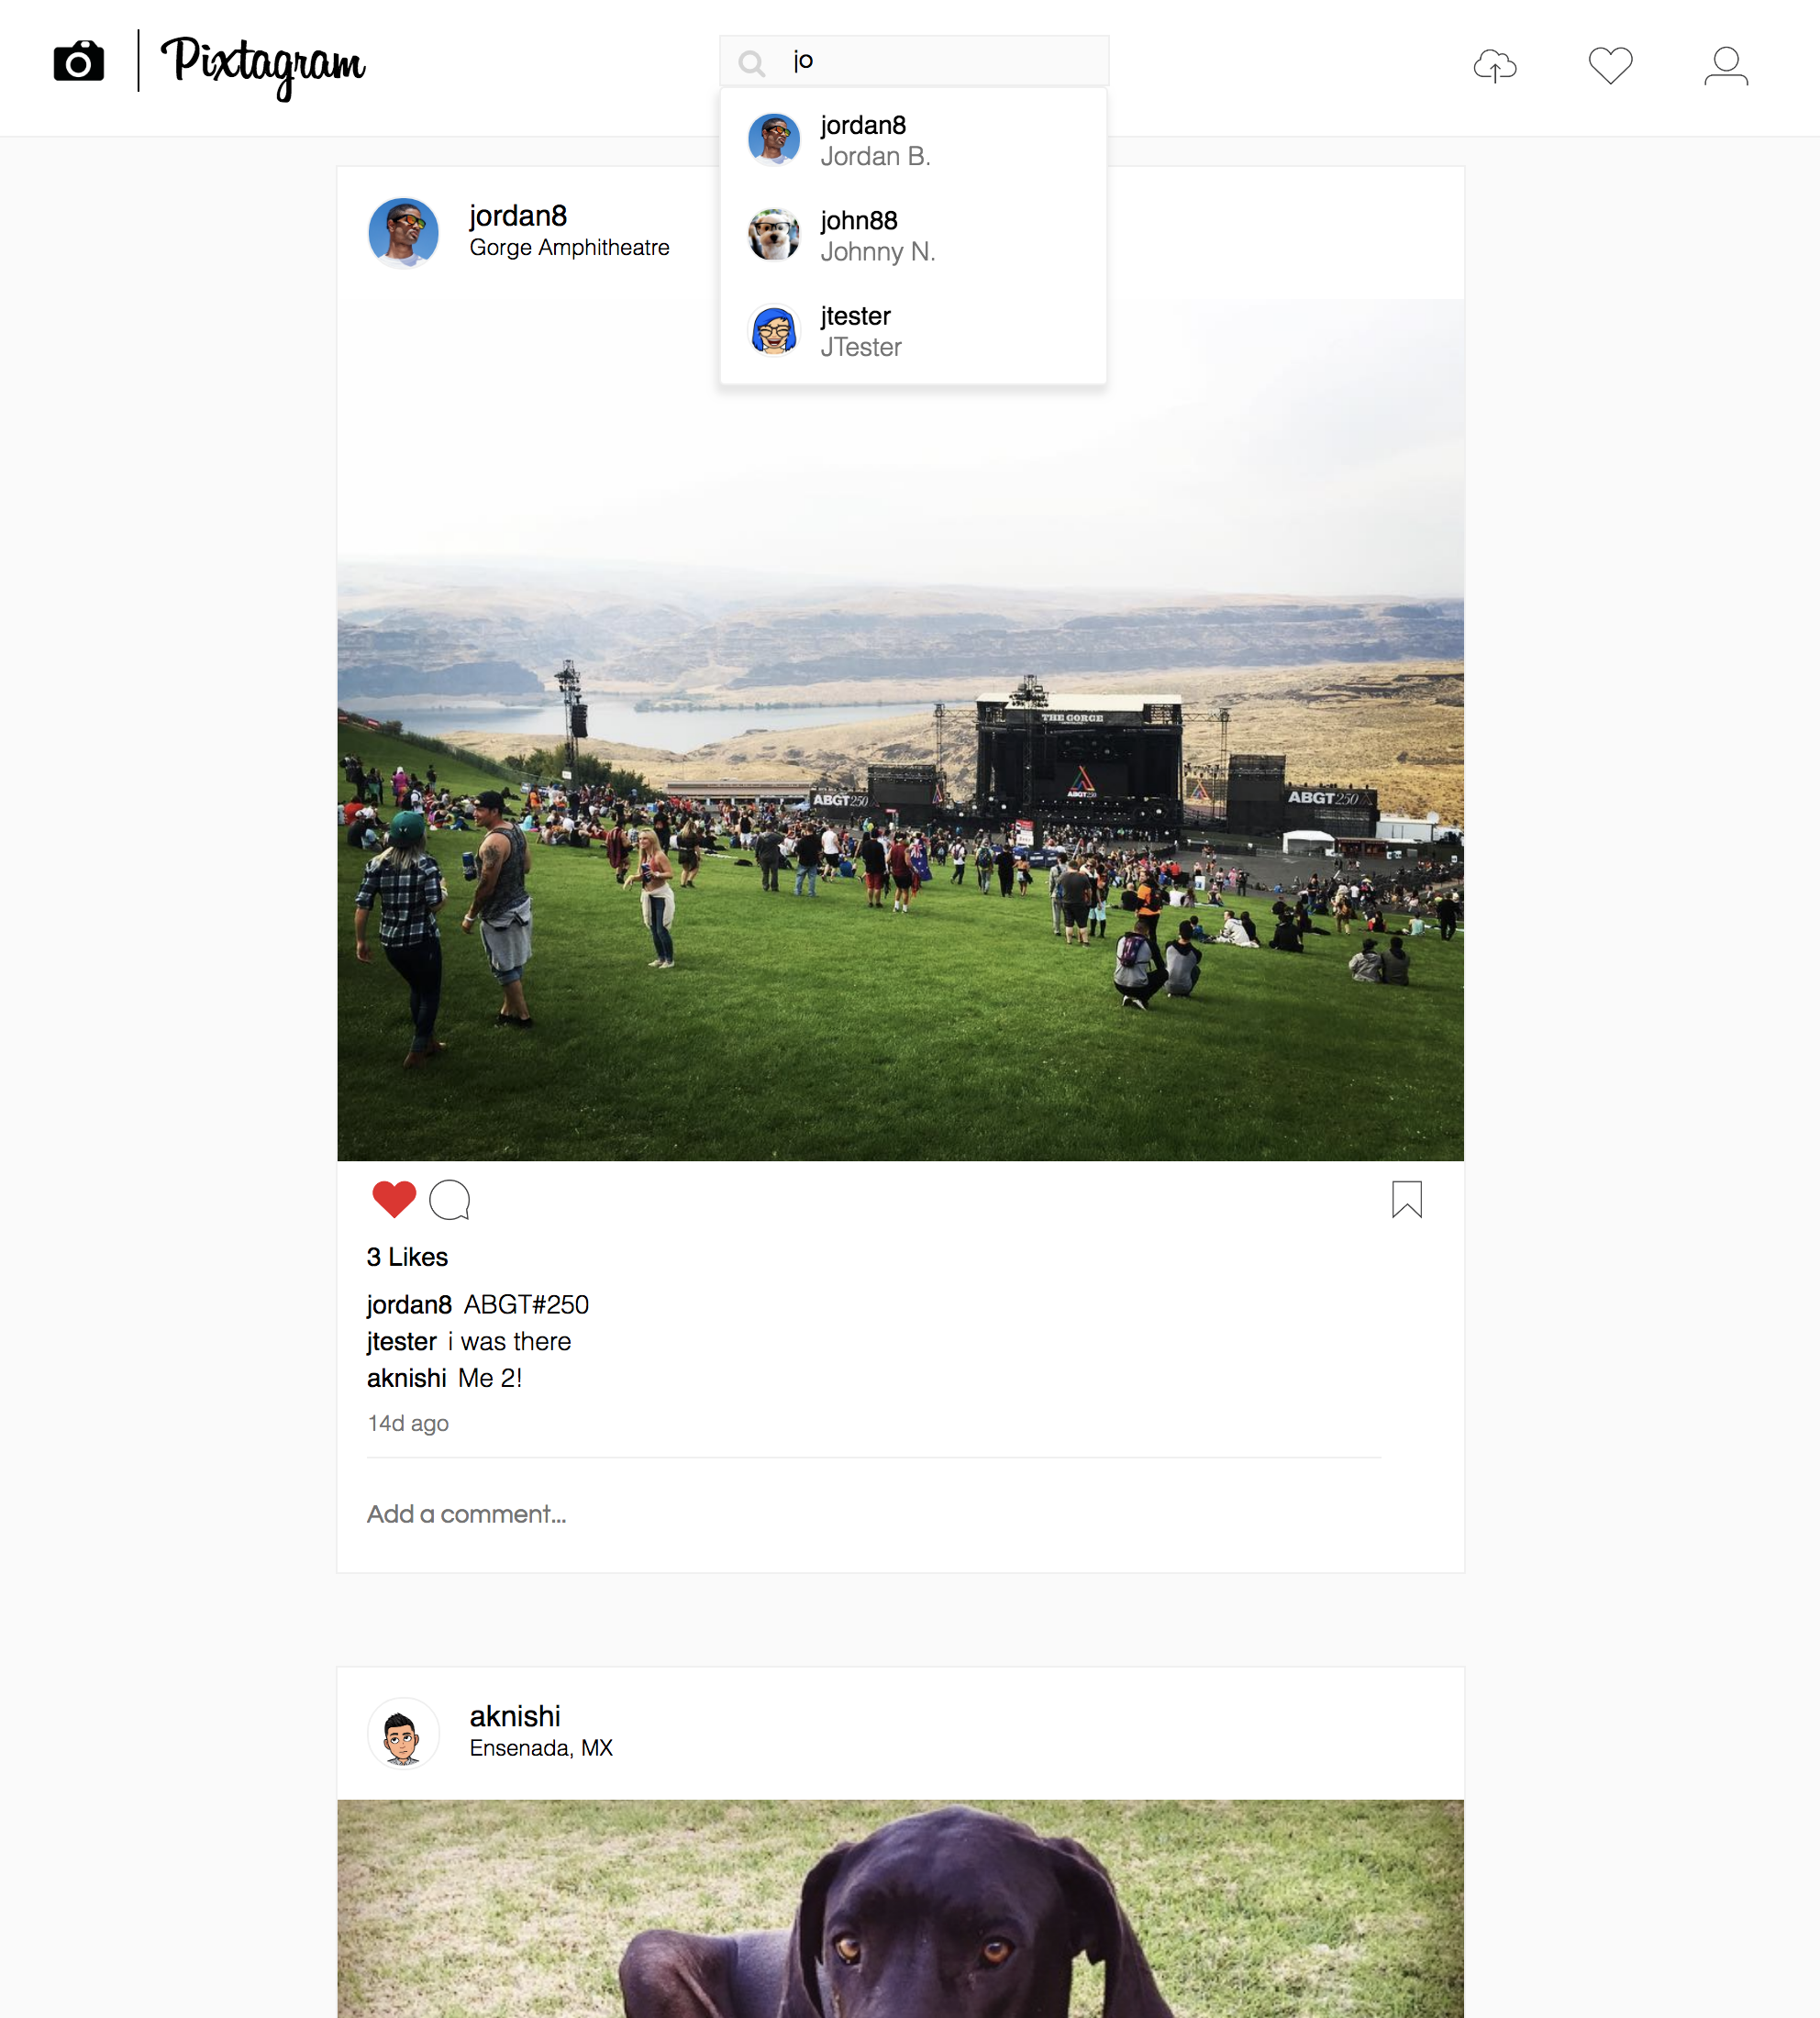 Pixtagram
jo
jordan8
Jordan B.
john88
Johnny N.
jtester
JTester
jordan8
Gorge Amphitheatre
THE GORGE
ABGT250
ABGT250
ABGT250
3 Likes
jordan8 ABGT#250
jtester i was there
aknishi Me 2!
14d ago
Add a comment...
aknishi
Ensenada, MX